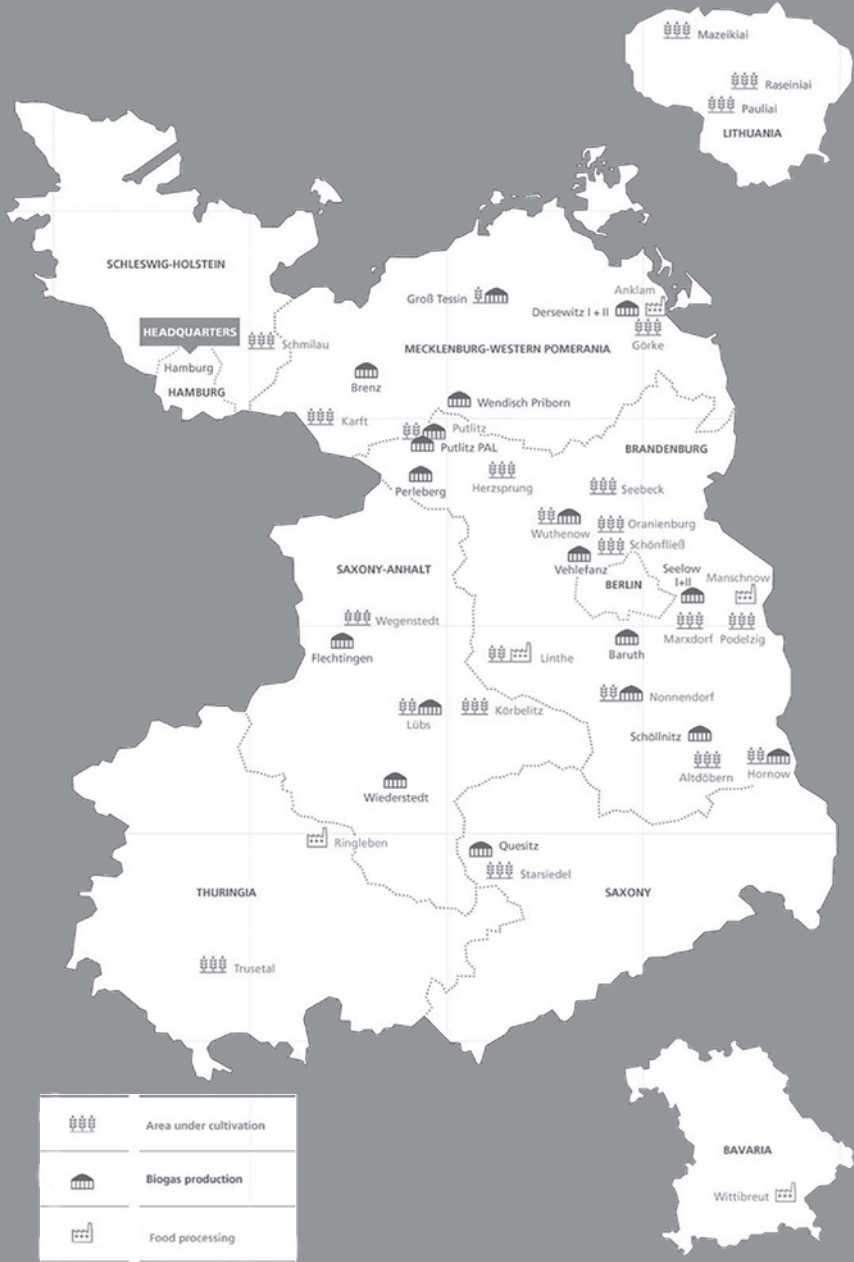 Mazeikiai
Raseiniai
Pauliai
LITHUANIA
SCHLESWIG-HOLSTEIN
HEADQUARTERS
Hamburg
HAMBURG
Schmilau
Groß Tessin
Anklam
Dersewitz I + II
Görke
MECKLENBURG-WESTERN POMERANIA
Brenz
Wendisch Priborn
Karft
Putlitz
Putlitz PAL
BRANDENBURG
Perleberg
Herzsprung
Seebeck
Wuthenow
Oranienburg
Schönfließ
Vehlefanz
BERLIN
Seelow
I+II
Manschnow
SAXONY-ANHALT
Wegenstedt
Flechtingen
Marxdorf
Podelzig
Linthe
Baruth
Lübs
Körbelitz
Nonnendorf
Schöllnitz
Altdöbern
Hornow
Wiederstedt
Ringleben
Quesitz
Starsiedel
THURINGIA
SAXONY
Trusetal
Area under cultivation
Biogas production
Food processing
BAVARIA
Wittibreut